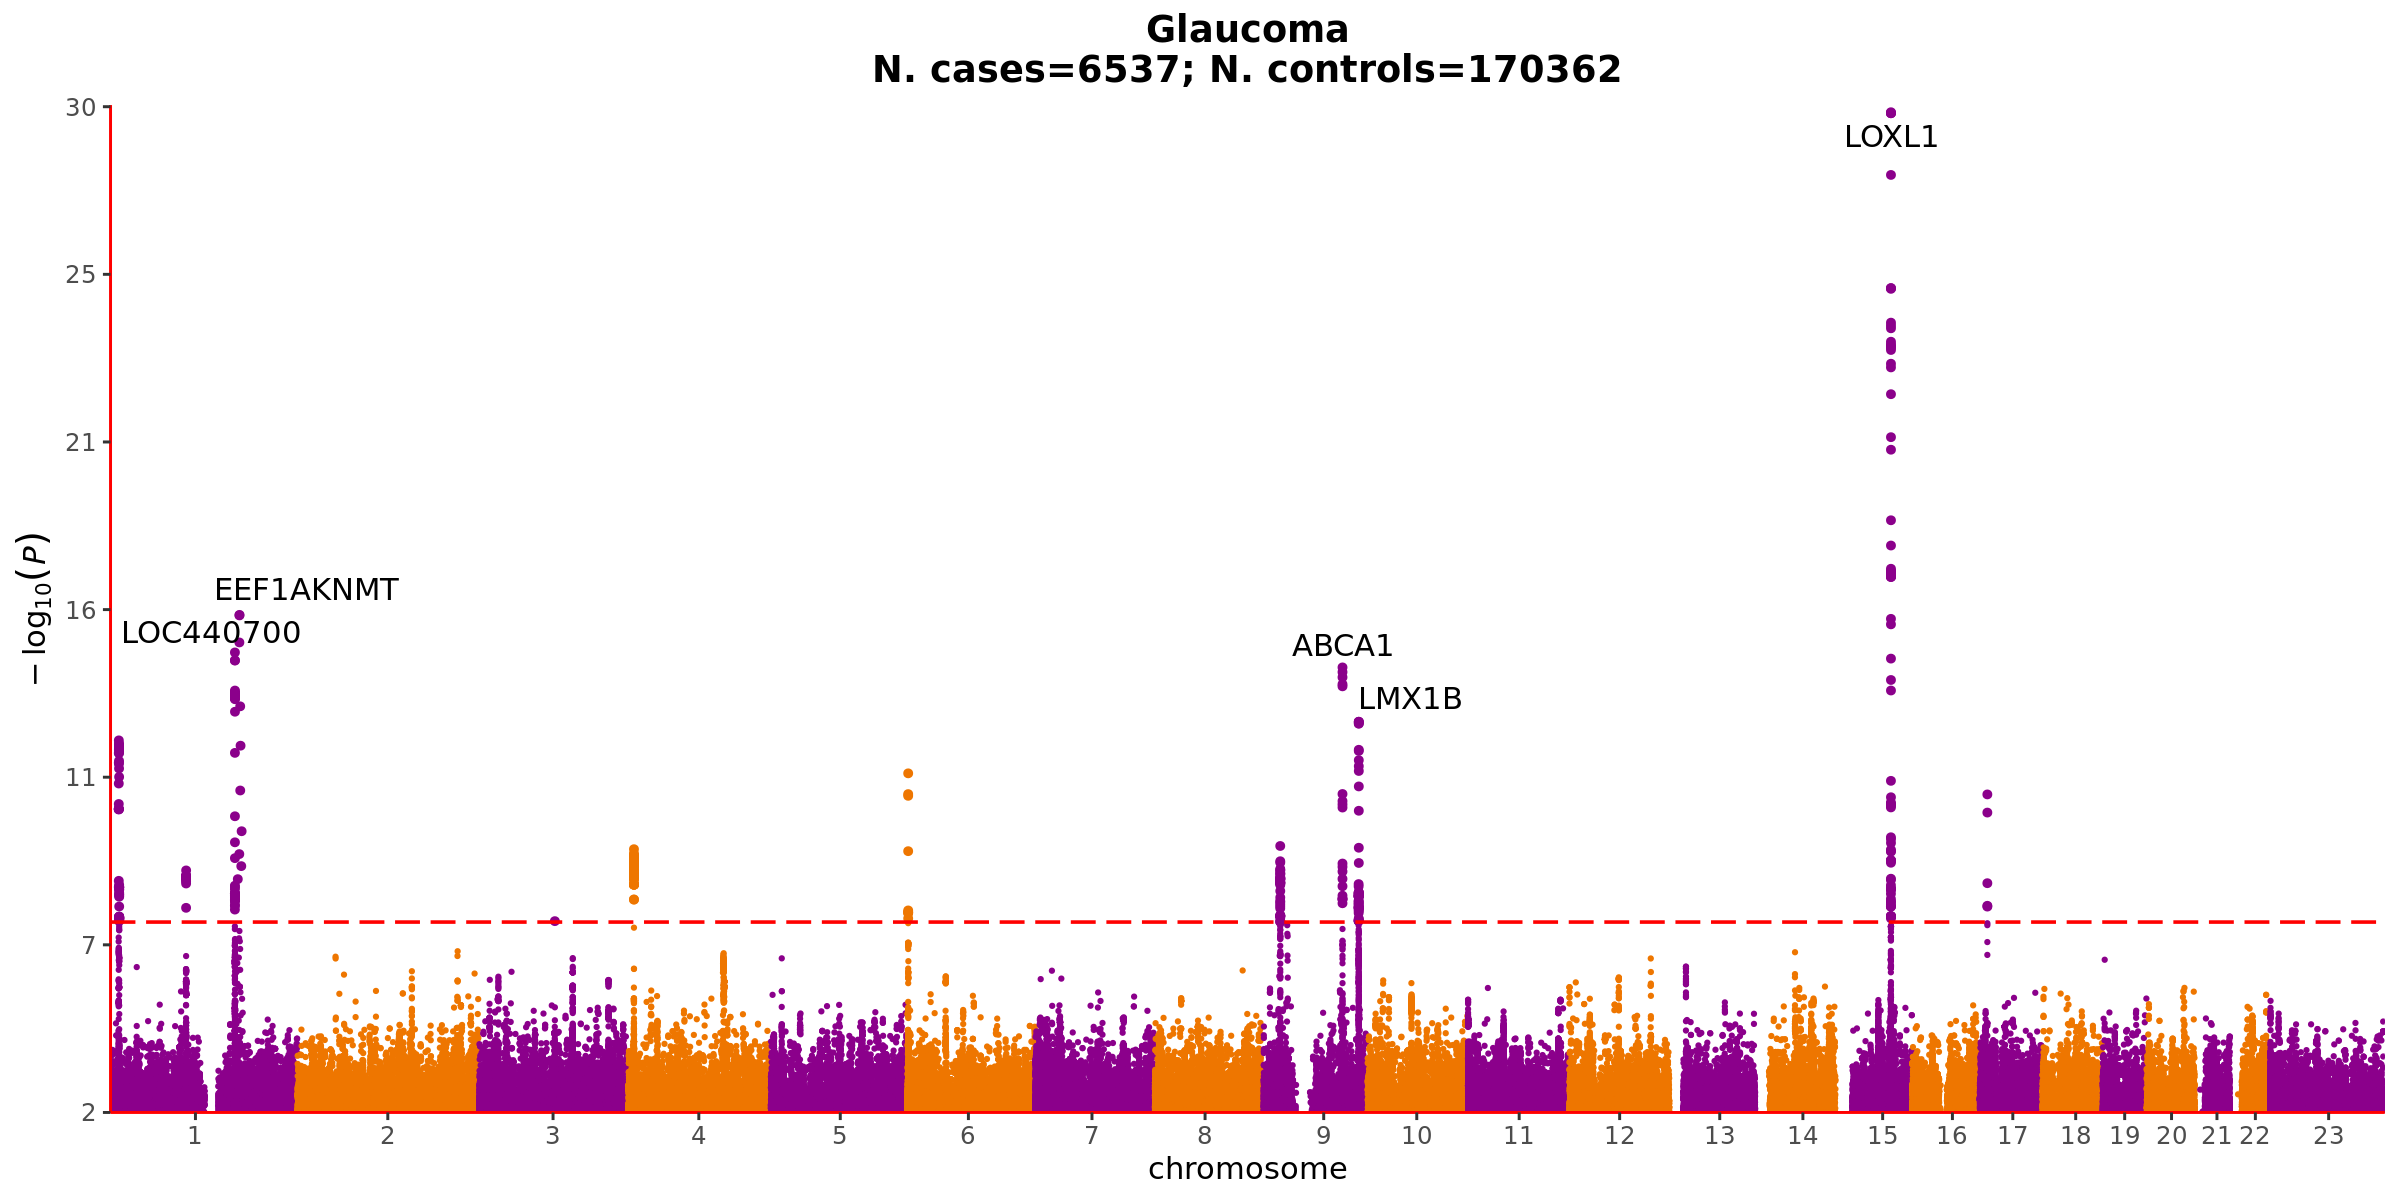 Glaucoma
N. cases=6537; N. controls=170362
30
LOXL1
25
21
EEF1AKNMT
16
LOC440700
ABCA1
LMX1B
11
7
2
−log10(P)
1 2 3 4 5 6 7 8 9 10 11 12 13 14 15 16 17 18 19 20 21 22 23
chromosome